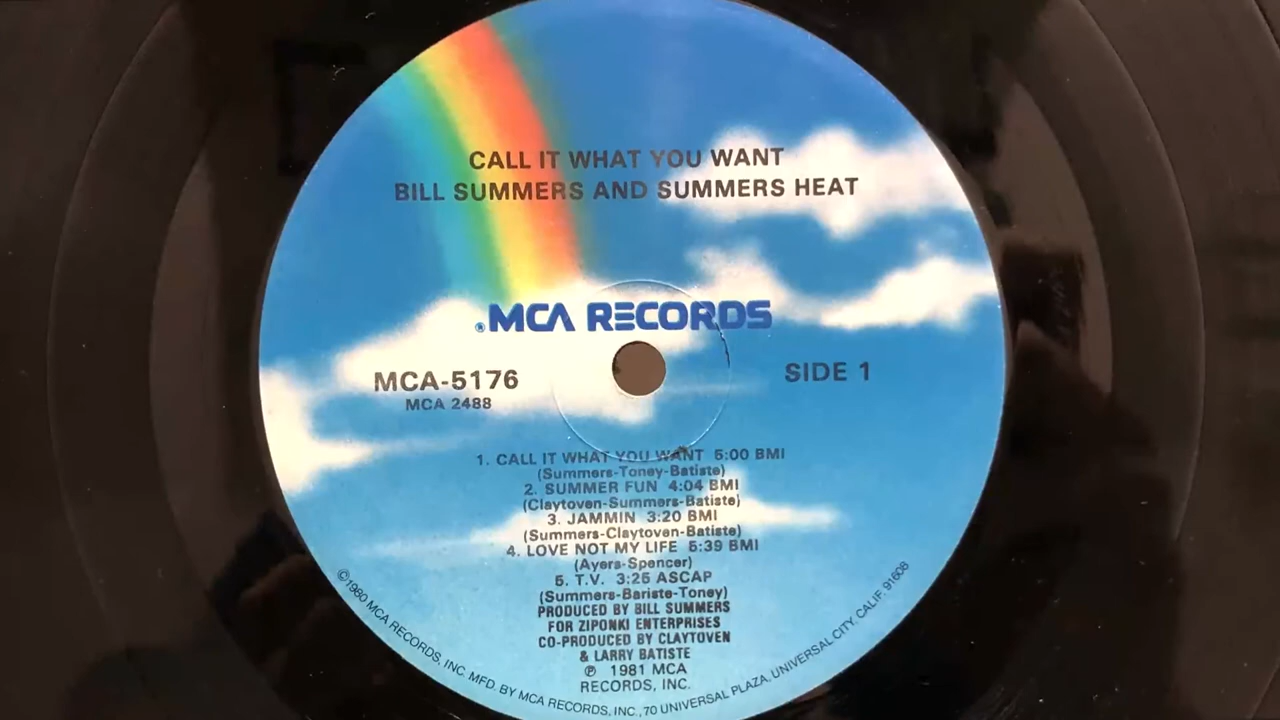 CALL IT WHAT YOU WANT
BILL SUMMERS AND SUMMERS HEAT
®MCA RECORDS
MCA-5176
MCA 2488
SIDE 1
1. CALL IT WHAT YOU WANT 5:00 BMI
(Summers-Toney-Batiste)
2. SUMMER FUN 4:04 BMI
(Claytoven-Summers-Batiste)
3. JAMMIN 3:20 BMI
(Summers-Claytoven-Batiste)
4. LOVE NOT MY LIFE 5:39 BMI
(Ayers-Spencer)
5. T.V. 3:25 ASCAP
(Summers-Bariste-Toney)
PRODUCED BY BILL SUMMERS
FOR ZIPONKI ENTERPRISES
CO-PRODUCED BY CLAYTOVEN
& LARRY BATISTE
℗ 1981 MCA
RECORDS, INC.
©1980 MCA RECORDS, INC. MFD. BY MCA RECORDS, INC., 70 UNIVERSAL PLAZA, UNIVERSAL CITY, CALIF. 91608